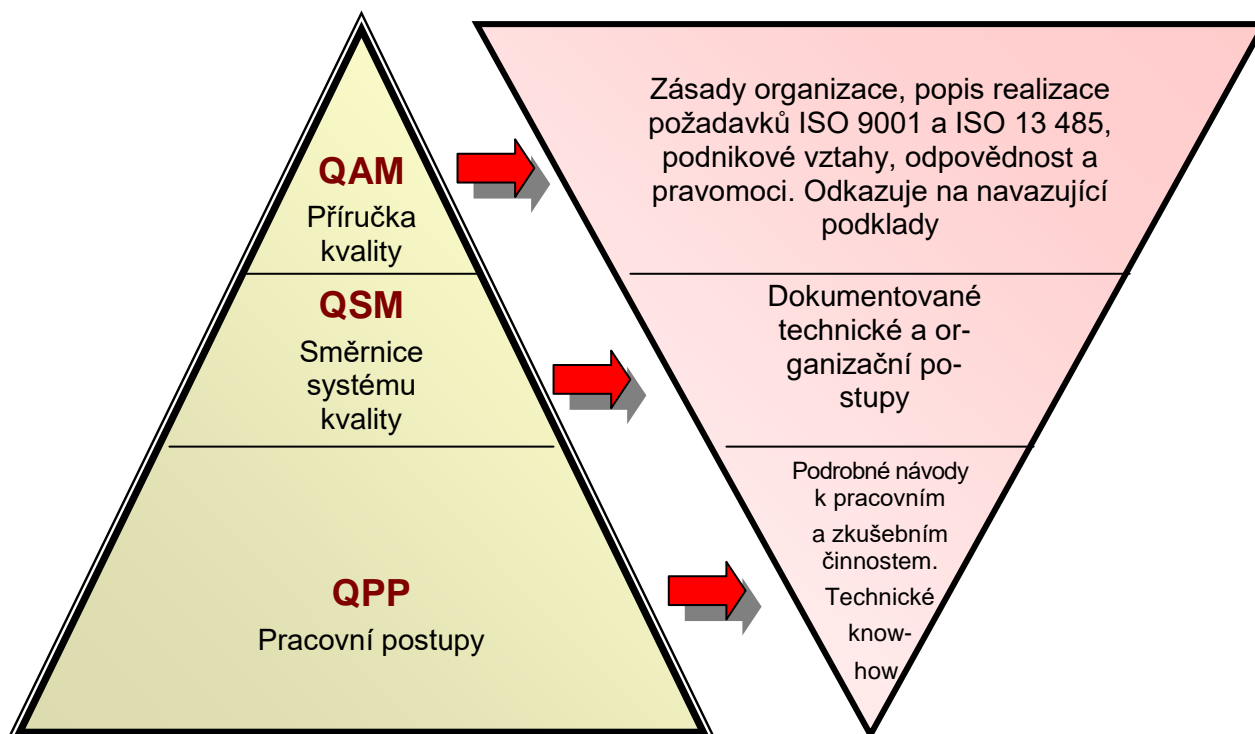 QAM
Příručka
kvality
Zásady organizace, popis realizace
požadavků ISO 9001 a ISO 13 485,
podnikové vztahy, odpovědnost a
pravomoci. Odkazuje na navazující
podklady
QSM
Směrnice
systému
kvality
Dokumentované
technické a or-
ganizační po-
stupy
QPP
Pracovní postupy
Podrobné návody
k pracovním
a zkušebním
činnostem.
Technické
know-
how